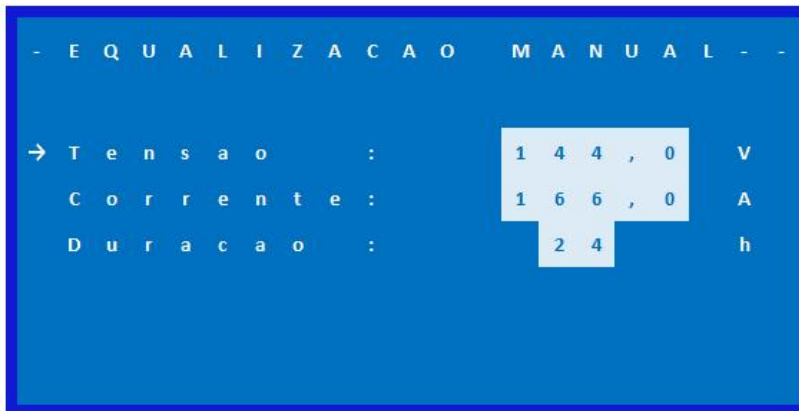 -EQUALIZACAO MANUAL--
→Tensao : 144,0 V
Corrente: 166,0 A
Duracao : 24 h